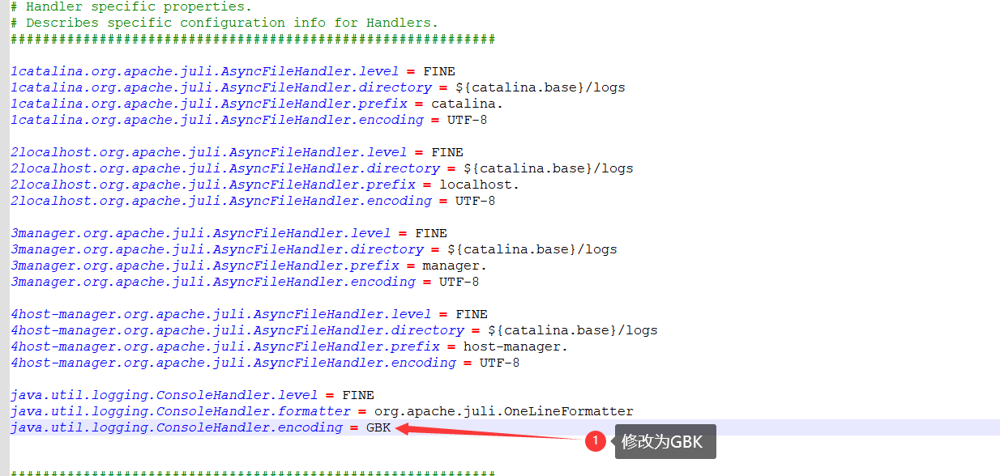 # Handler specific properties.
# Describes specific configuration info for Handlers.
############################################################
1catalina.org.apache.juli.AsyncFileHandler.level = FINE
1catalina.org.apache.juli.AsyncFileHandler.directory = ${catalina.base}/logs
1catalina.org.apache.juli.AsyncFileHandler.prefix = catalina.
1catalina.org.apache.juli.AsyncFileHandler.encoding = UTF-8
2localhost.org.apache.juli.AsyncFileHandler.level = FINE
2localhost.org.apache.juli.AsyncFileHandler.directory = ${catalina.base}/logs
2localhost.org.apache.juli.AsyncFileHandler.prefix = localhost.
2localhost.org.apache.juli.AsyncFileHandler.encoding = UTF-8
3manager.org.apache.juli.AsyncFileHandler.level = FINE
3manager.org.apache.juli.AsyncFileHandler.directory = ${catalina.base}/logs
3manager.org.apache.juli.AsyncFileHandler.prefix = manager.
3manager.org.apache.juli.AsyncFileHandler.encoding = UTF-8
4host-manager.org.apache.juli.AsyncFileHandler.level = FINE
4host-manager.org.apache.juli.AsyncFileHandler.directory = ${catalina.base}/logs
4host-manager.org.apache.juli.AsyncFileHandler.prefix = host-manager.
4host-manager.org.apache.juli.AsyncFileHandler.encoding = UTF-8
java.util.logging.ConsoleHandler.level = FINE
java.util.logging.ConsoleHandler.formatter = org.apache.juli.OneLineFormatter
java.util.logging.ConsoleHandler.encoding = GBK
1 修改为GBK
############################################################